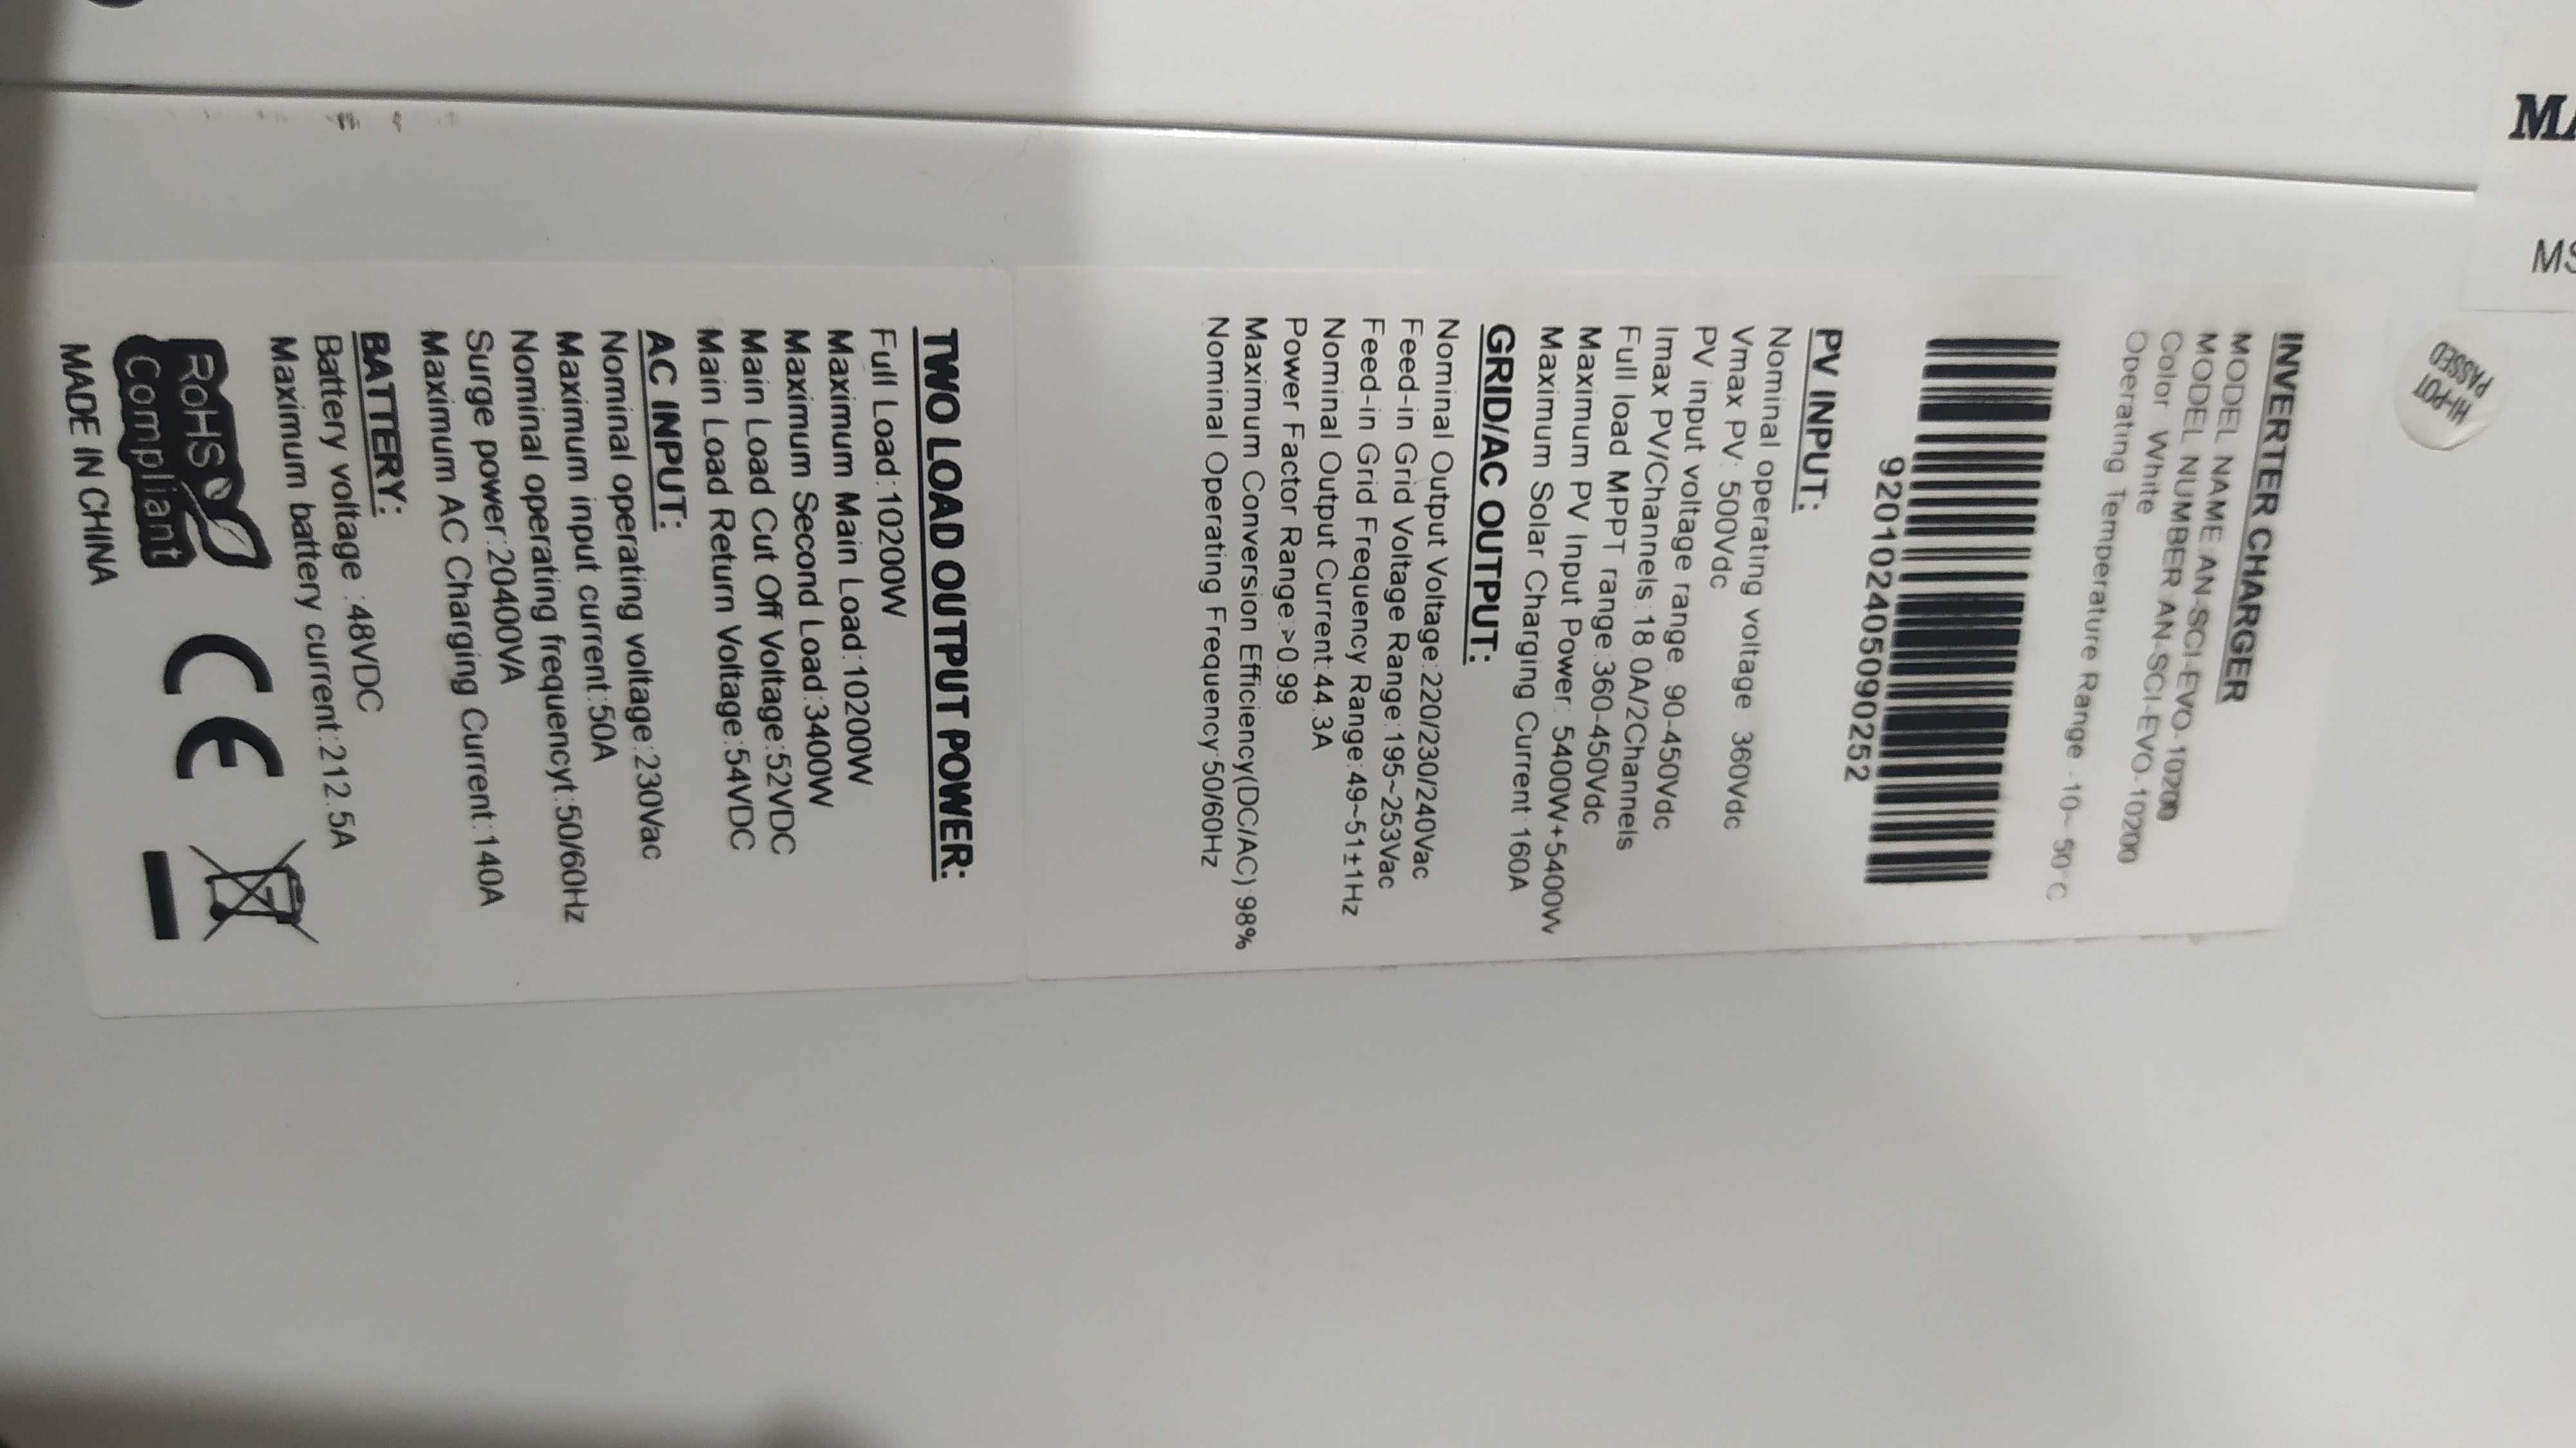 INVERTER CHARGER
MODEL NAME AN-SCI-EVO-10200
MODEL NUMBER AN-SCI-EVO-10200
Color White
Operating Temperature Range -10~ 50°C
92010240509090252
PV INPUT:
Nominal operating voltage 360Vdc
Vmax PV: 500Vdc
PV input voltage range 90-450Vdc
Imax PV/Channels:18.0A/2Channels
Full load MPPT range:360-450Vdc
Maximum PV Input Power: 5400W+5400W
Maximum Solar Charging Current 160A
GRID/AC OUTPUT:
Nominal Output Voltage:220/230/240Vac
Feed-in Grid Voltage Range:195~253Vac
Feed-in Grid Frequency Range:49~51±1Hz
Nominal Output Current:44.3A
Power Factor Range:>0.99
Maximum Conversion Efficiency(DC/AC):98%
Nominal Operating Frequency:50/60Hz
TWO LOAD OUTPUT POWER:
Full Load:10200W
Maximum Main Load:10200W
Maximum Second Load:3400W
Main Load Cut Off Voltage:52VDC
Main Load Return Voltage:54VDC
AC INPUT:
Nominal operating voltage:230Vac
Maximum input current:50A
Nominal operating frequencyt:50/60Hz
Surge power:20400VA
Maximum AC Charging Current:140A
BATTERY:
Battery voltage :48VDC
Maximum battery current:212.5A
RoHS
Compliant
CE
MADE IN CHINA
HI-POT
PASSED
MA
MS